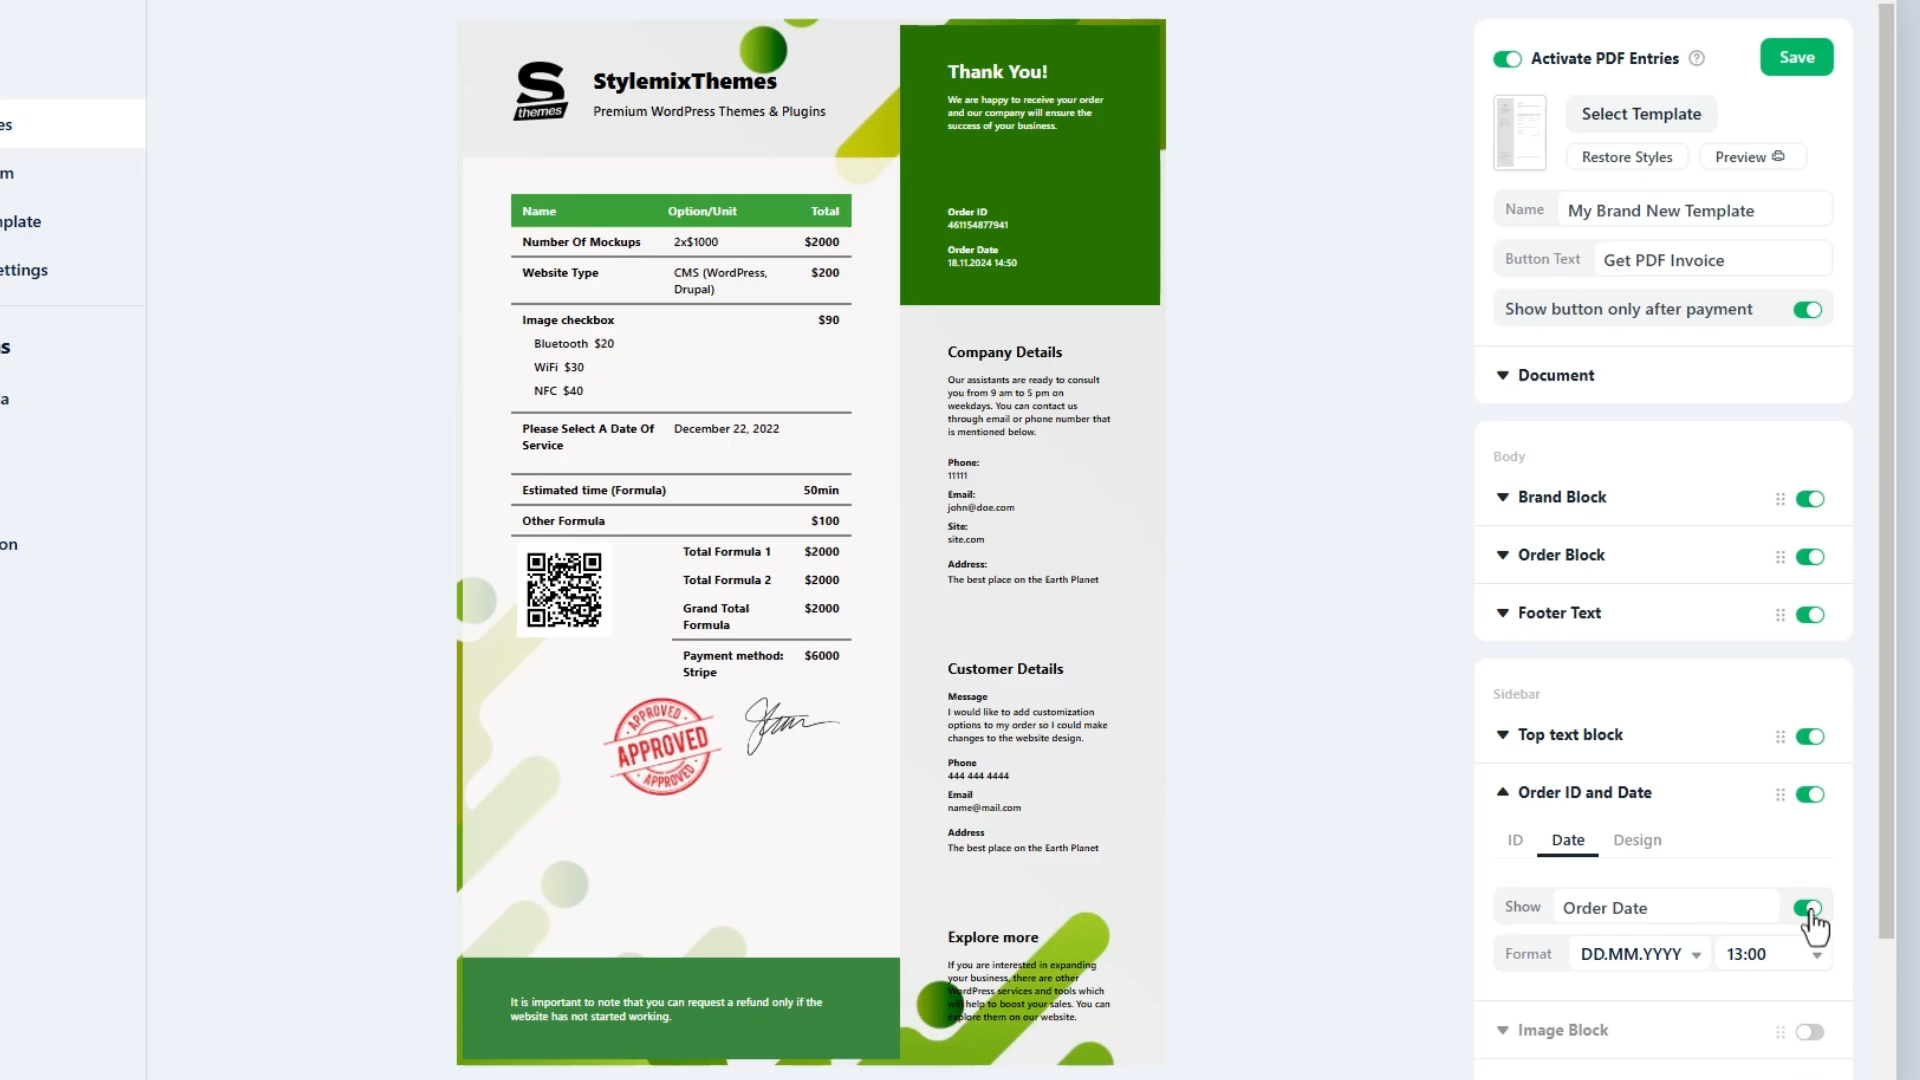 es
m
nplate
ettings
s
a
on
S
themes
StylemixThemes
Premium WordPress Themes & Plugins
Name Option/Unit Total
Number Of Mockups 2x$1000 $2000
Website Type CMS (WordPress, $200
Drupal)
Image checkbox $90
Bluetooth $20
WiFi $30
NFC $40
Please Select A Date Of December 22, 2022
Service
Estimated time (Formula) 50min
Other Formula $100
Total Formula 1 $2000
Total Formula 2 $2000
Grand Total $2000
Formula
Payment method: $6000
Stripe
APPROVED
APPROVED
APPROVED
It is important to note that you can request a refund only if the
website has not started working.
Thank You!
We are happy to receive your order
and our company will ensure the
success of your business.
Order ID
461154877941
Order Date
18.11.2024 14:50
Company Details
Our assistants are ready to consult
you from 9 am to 5 pm on
weekdays. You can contact us
through email or phone number that
is mentioned below.
Phone:
11111
Email:
john@doe.com
Site:
site.com
Address:
The best place on the Earth Planet
Customer Details
Message
I would like to add customization
options to my order so I could make
changes to the website design.
Phone
444 444 4444
Email
name@mail.com
Address
The best place on the Earth Planet
Explore more
If you are interested in expanding
your business, there are other
WordPress services and tools which
will help to boost your sales. You can
explore them on our website.
Activate PDF Entries ?
Save
Select Template
Restore Styles Preview
Name My Brand New Template
Button Text Get PDF Invoice
Show button only after payment
Document
Body
Brand Block
Order Block
Footer Text
Sidebar
Top text block
Order ID and Date
ID Date Design
Show Order Date
Format DD.MM.YYYY 13:00
Image Block